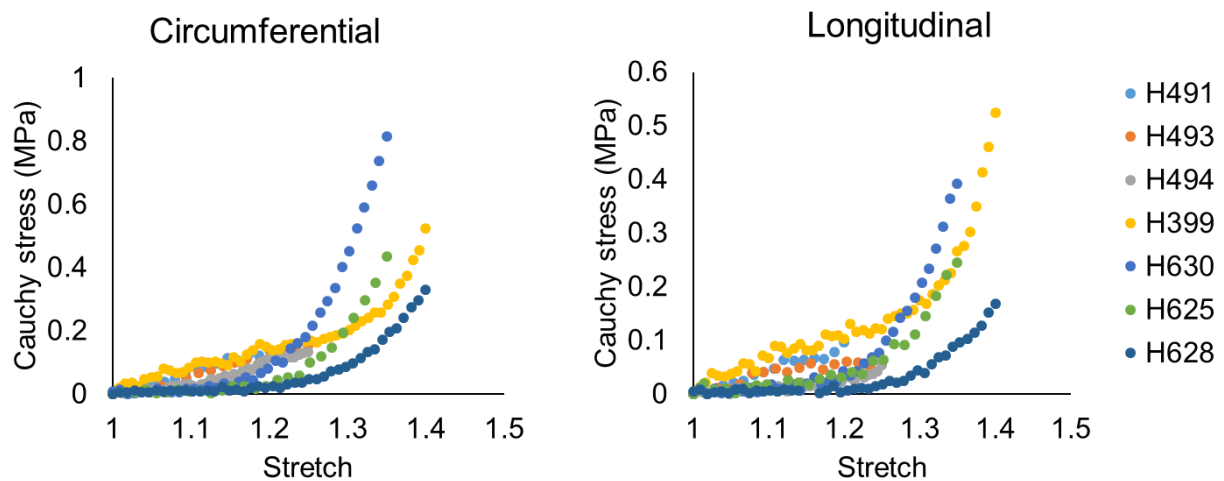 Circumferential
Cauchy stress (MPa)
1
0.8
0.6
0.4
0.2
0
1
1.1
1.2
1.3
1.4
1.5
Stretch
Longitudinal
Cauchy stress (MPa)
0.6
0.5
0.4
0.3
0.2
0.1
0
1
1.1
1.2
1.3
1.4
1.5
Stretch
H491
H493
H494
H399
H630
H625
H628